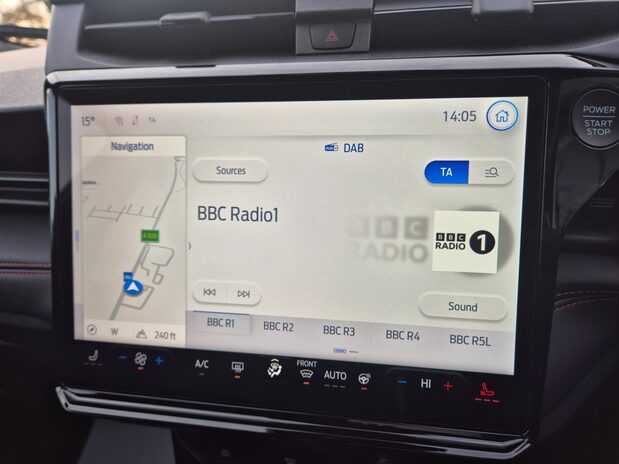 POWER
START
STOP
15°
TA
14:05
Navigation
dab DAB
Sources
TA
BBC Radio1
BBC
RADIO
BBC
RADIO 1
Sound
BBC R1
BBC R2
BBC R3
BBC R4
BBC R5L
W
240 ft
A/C
FRONT
AUTO
HI